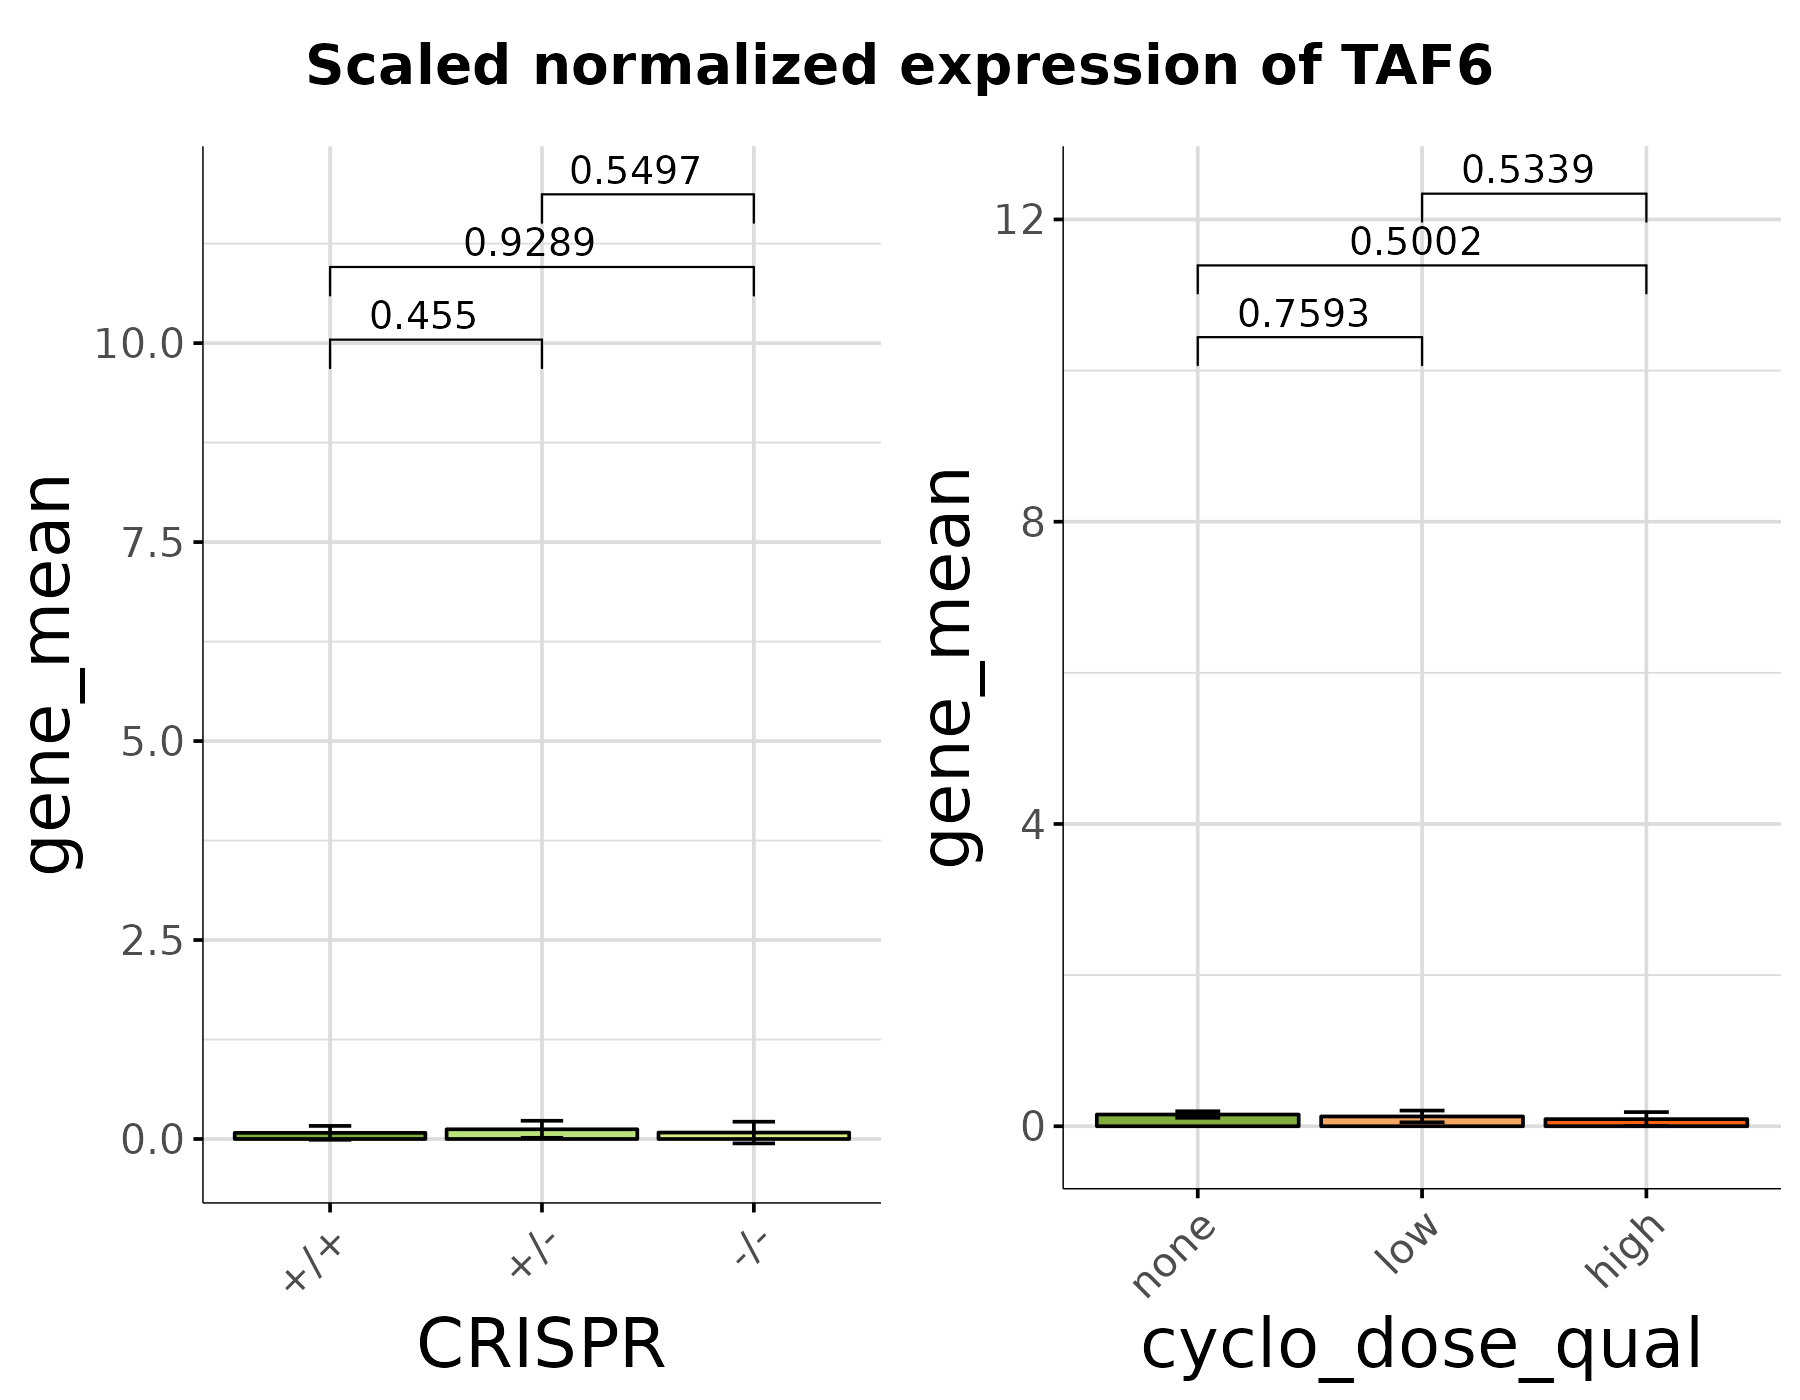 Scaled normalized expression of TAF6
gene_mean
10.0
7.5
5.0
2.5
0.0
0.5497
0.9289
0.455
+/+
+/-
-/-
CRISPR
gene_mean
12
8
4
0
0.5339
0.5002
0.7593
none
low
high
cyclo_dose_qual